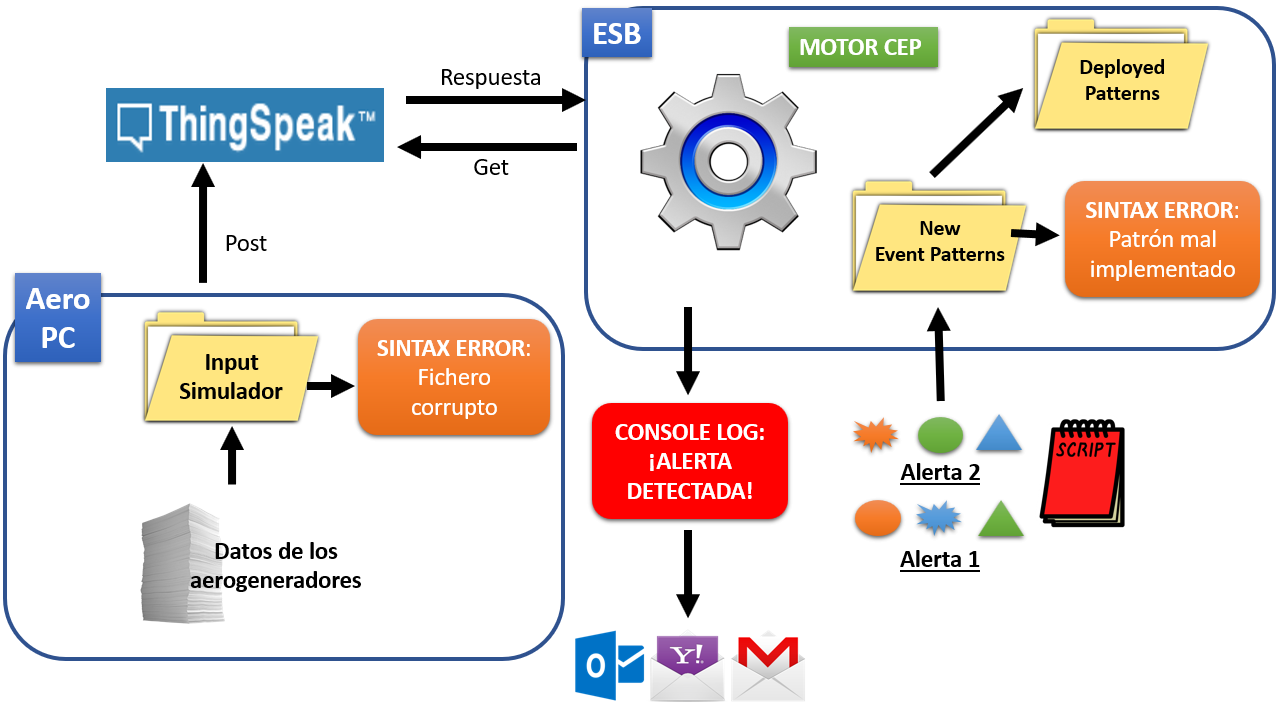 ESB
MOTOR CEP
Deployed
Patterns
Respuesta
ThingSpeak™
Get
New
Event Patterns
SINTAX ERROR:
Patrón mal
implementado
Post
Aero
PC
Input
Simulador
SINTAX ERROR:
Fichero
corrupto
CONSOLE LOG:
¡ALERTA
DETECTADA!
Alerta 2
SCRIPT
Alerta 1
Datos de los
aerogeneradores
O
Y!
M